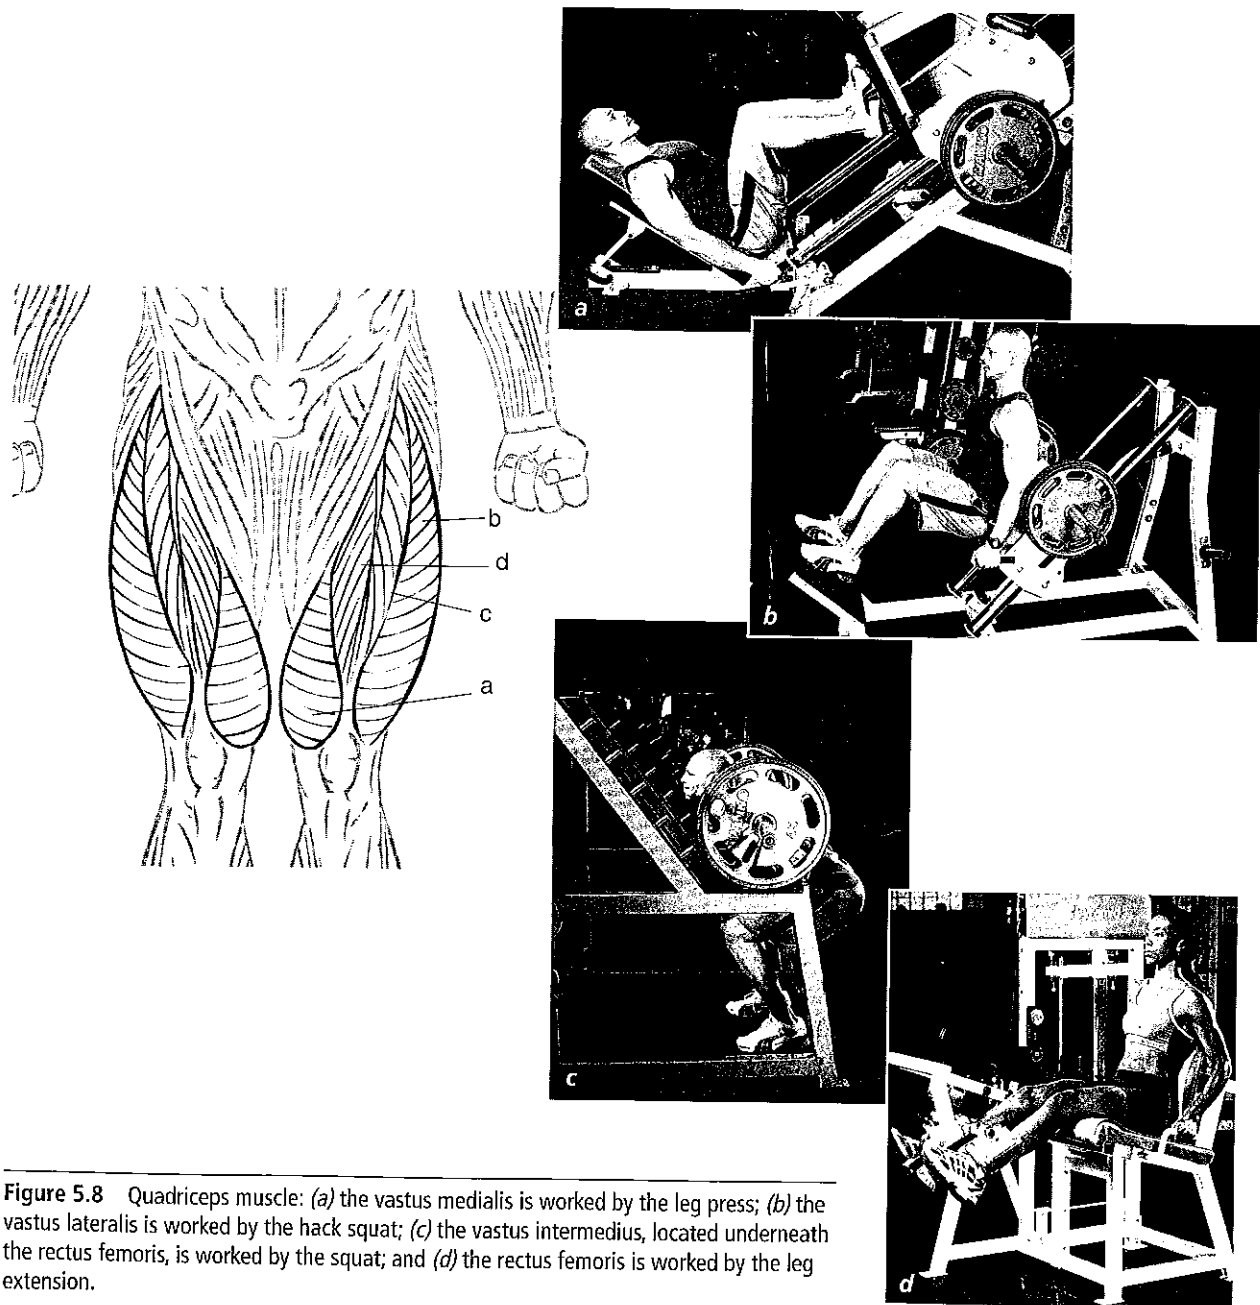 a
b
b
d
c
a
c
d
Figure 5.8 Quadriceps muscle: (a) the vastus medialis is worked by the leg press; (b) the
vastus lateralis is worked by the hack squat; (c) the vastus intermedius, located underneath
the rectus femoris, is worked by the squat; and (d) the rectus femoris is worked by the leg
extension.